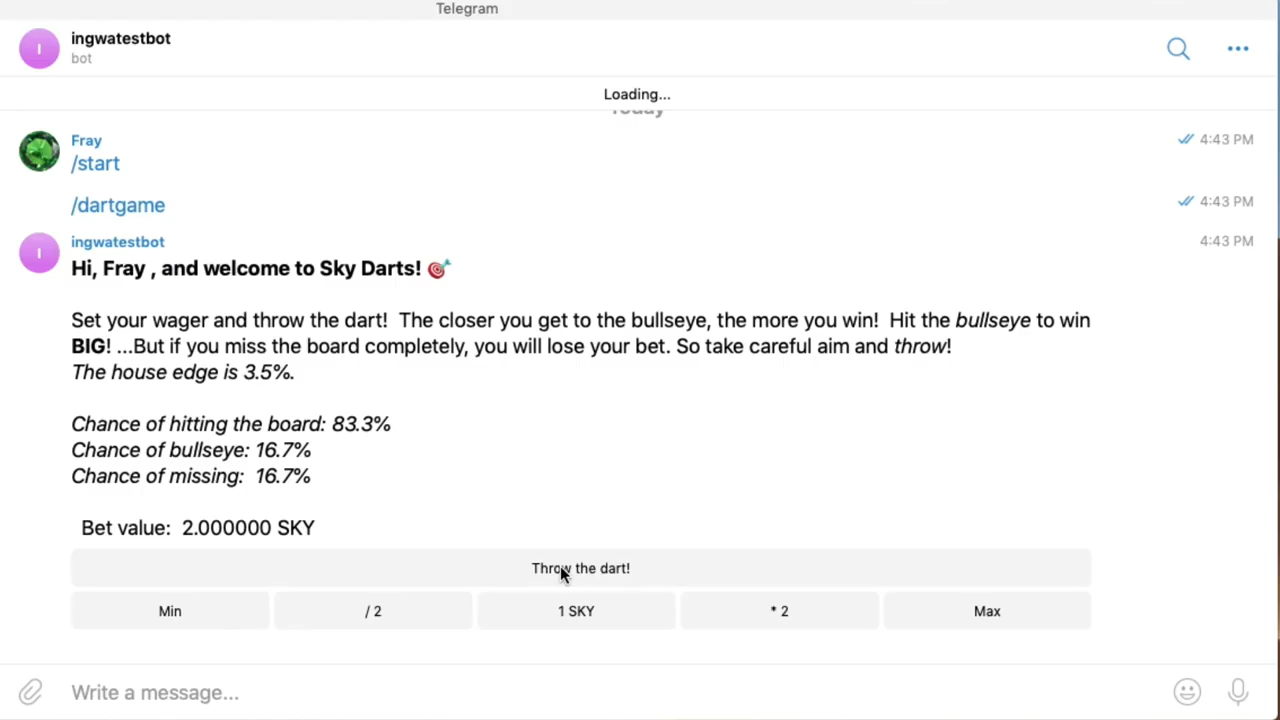 Telegram
I
ingwatestbot
bot
Loading...
Today
Fray
4:43 PM
/start
/dartgame
4:43 PM
I
ingwatestbot
4:43 PM
Hi, Fray , and welcome to Sky Darts! 🎯
Set your wager and throw the dart!  The closer you get to the bullseye, the more you win!  Hit the bullseye to win
BIG! ...But if you miss the board completely, you will lose your bet. So take careful aim and throw!
The house edge is 3.5%.
Chance of hitting the board: 83.3%
Chance of bullseye: 16.7%
Chance of missing:  16.7%
Bet value:  2.000000 SKY
Throw the dart!
Min
/ 2
1 SKY
* 2
Max
Write a message...